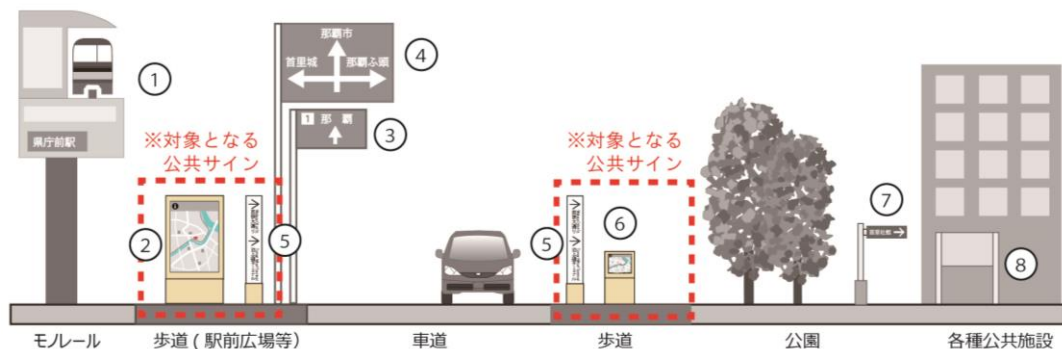 那覇市
首里城
那覇ふ頭
④
①
1 那覇
③
県庁前駅
※対象となる
公共サイン
※対象となる
公共サイン
②
⑤
⑤
⑥
⑦
⑧
モノレール
歩道(駅前広場等)
車道
歩道
公園
各種公共施設